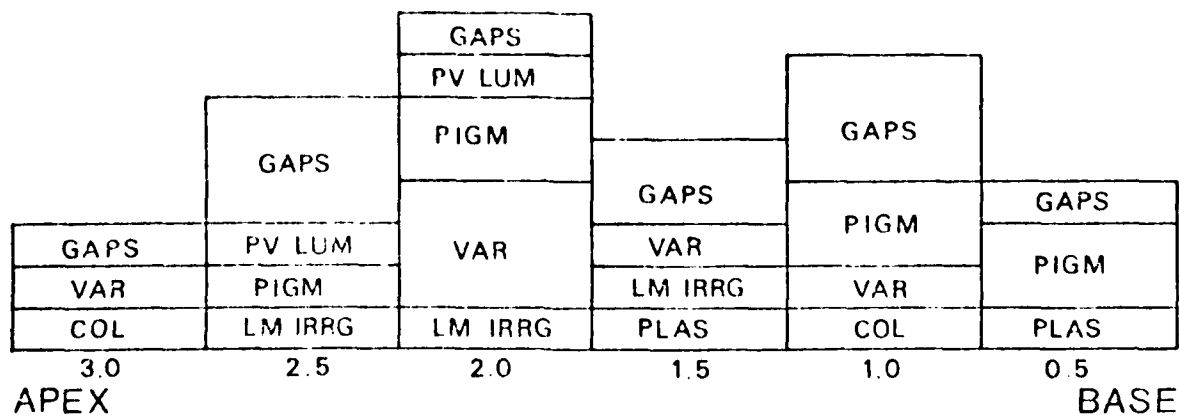 GAPS
PV LUM
PIGM
GAPS
GAPS
GAPS
GAPS
PIGM
GAPS PV LUM VAR VAR PIGM
VAR PIGM LM IRRG VAR
COL LM IRRG LM IRRG PLAS COL PLAS
3.0 2.5 2.0 1.5 1.0 0.5
APEX BASE